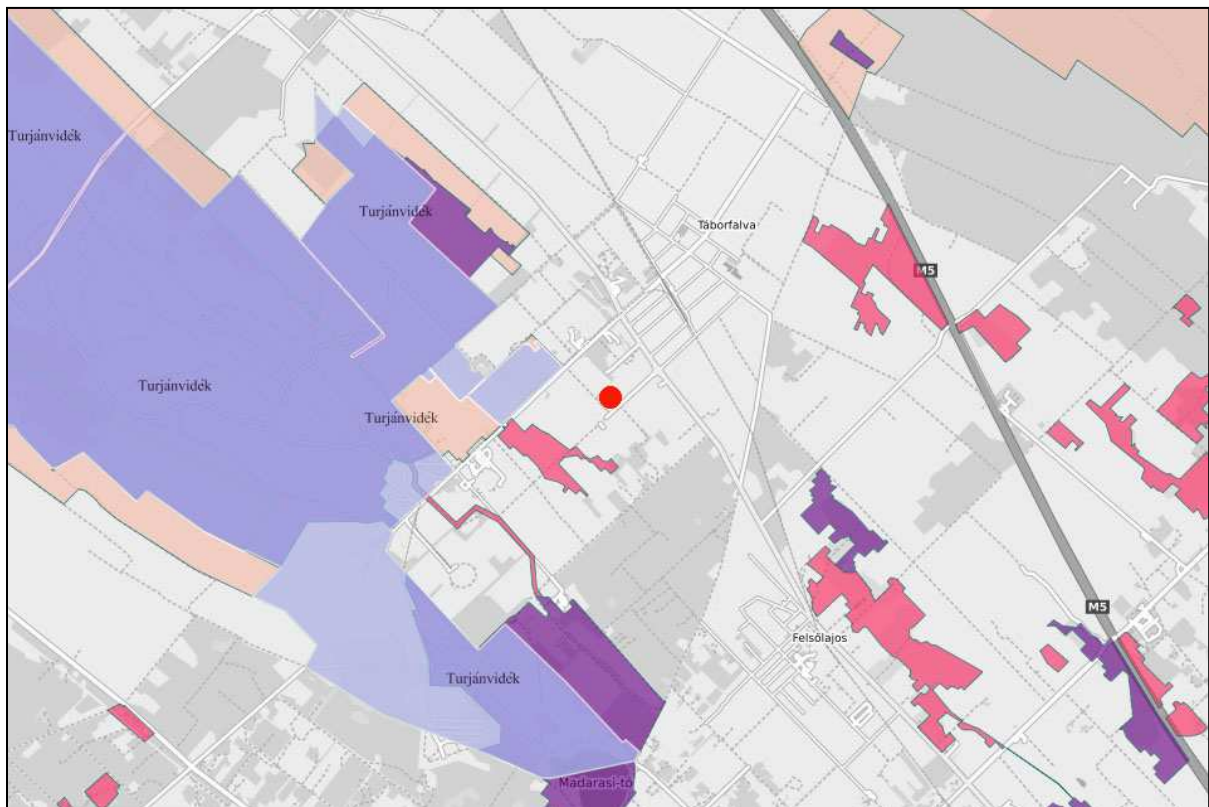 Turjánvidék
Turjánvidék
Táborfalva
M5
Turjánvidék
Turjánvidék
M5
Felsőlajos
Turjánvidék
Madarasi-tó